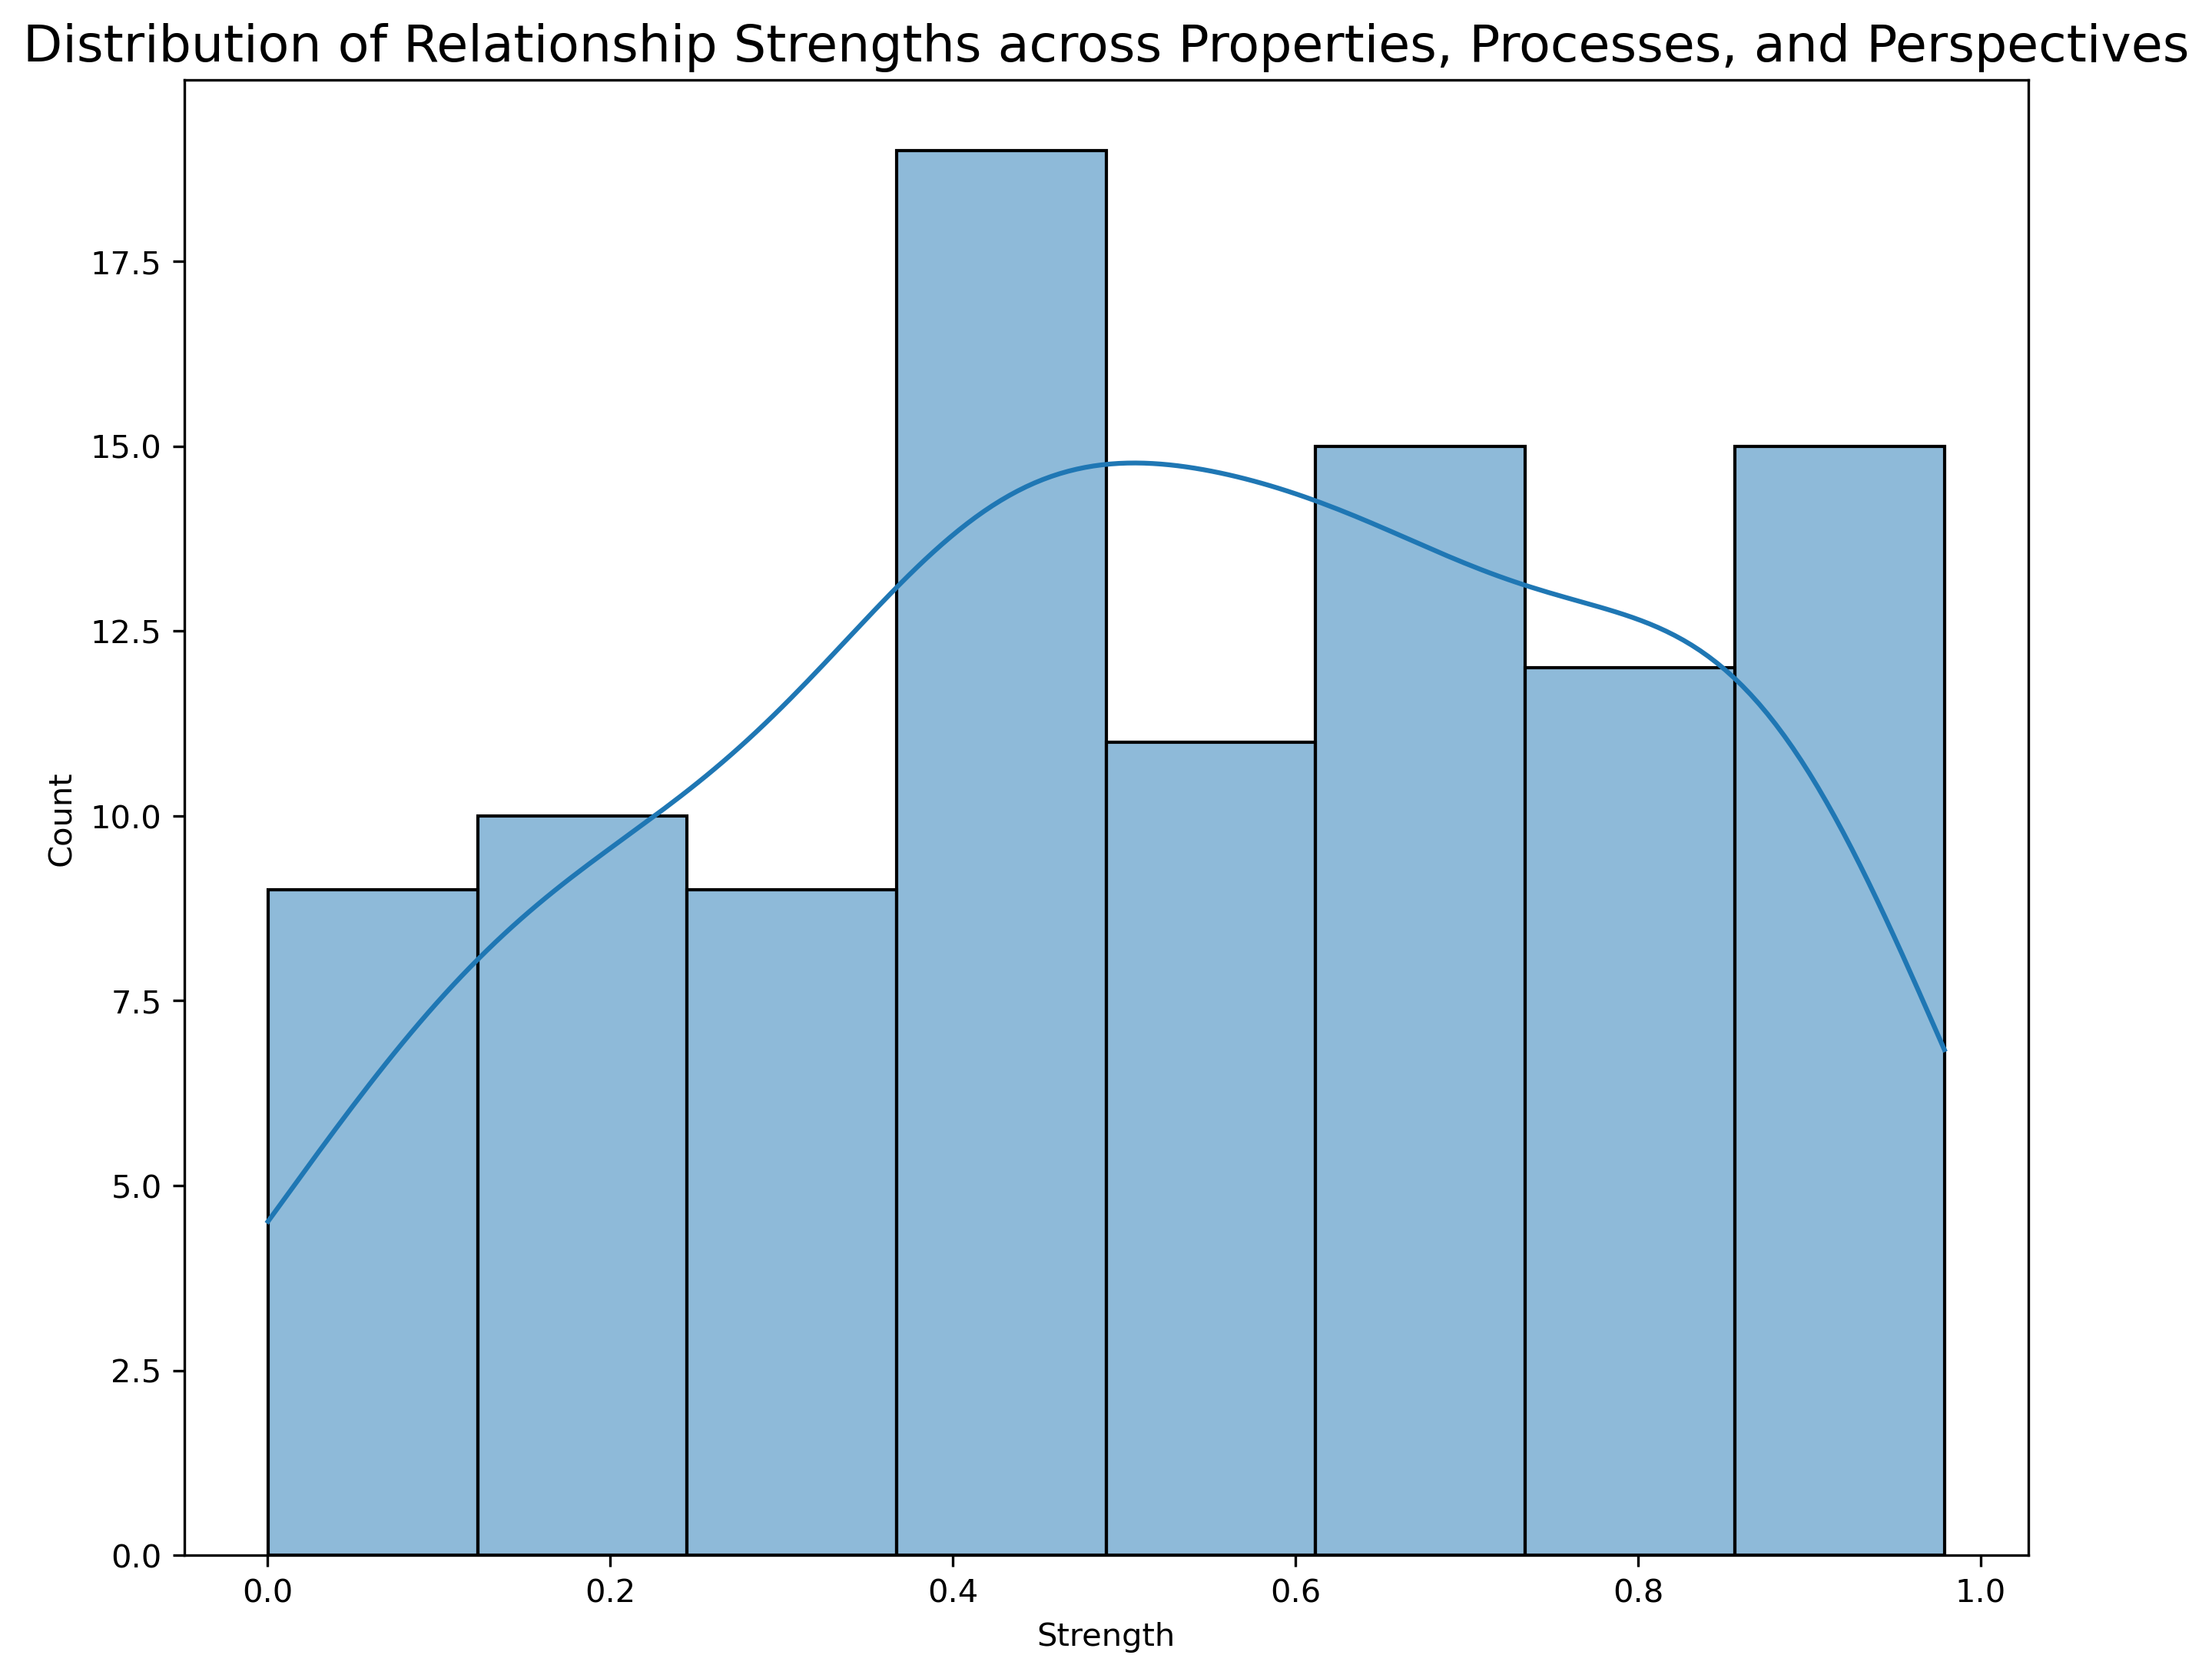 Distribution of Relationship Strengths across Properties, Processes, and Perspectives
17.5
15.0
12.5
10.0
7.5
5.0
2.5
0.0
Count
0.0 0.2 0.4 0.6 0.8 1.0
Strength